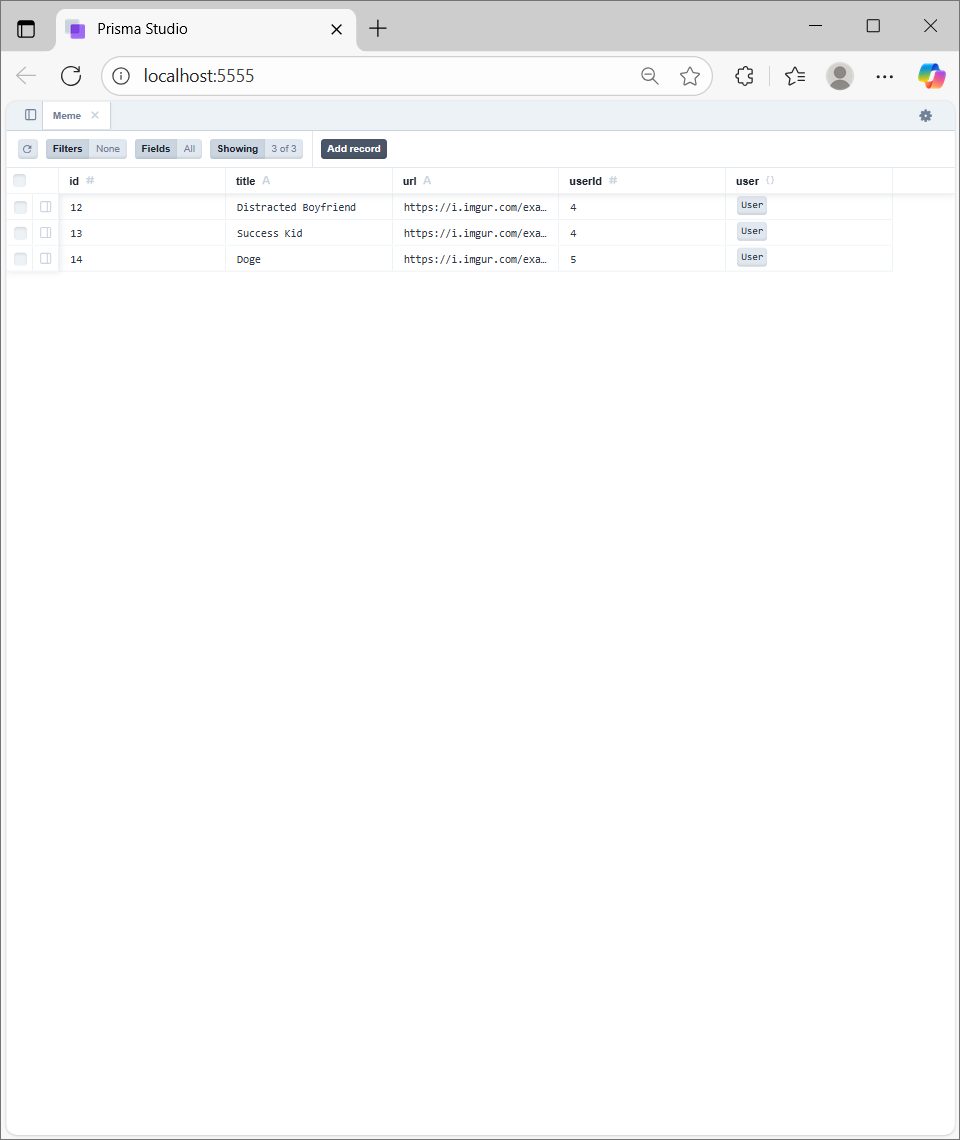 Prisma Studio
localhost:5555
Meme
Filters None Fields All Showing 3 of 3 Add record
id # title A url A userId # user {}
12 Distracted Boyfriend https://i.imgur.com/exa… 4 User
13 Success Kid https://i.imgur.com/exa… 4 User
14 Doge https://i.imgur.com/exa… 5 User